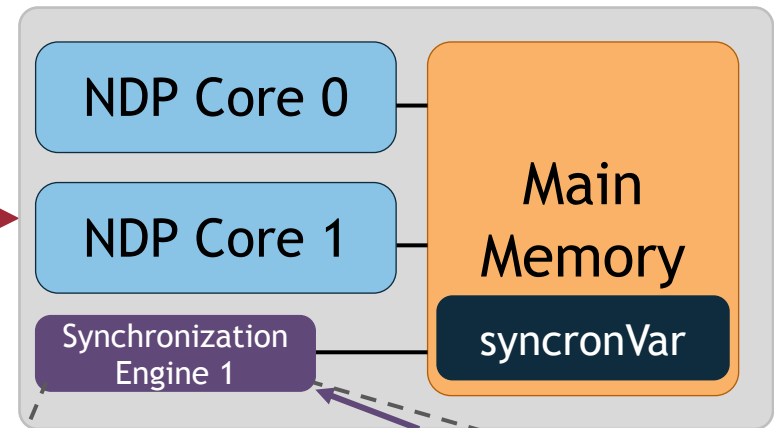 NDP Core 0
NDP Core 1
Main
Memory
Synchronization
Engine 1
syncronVar